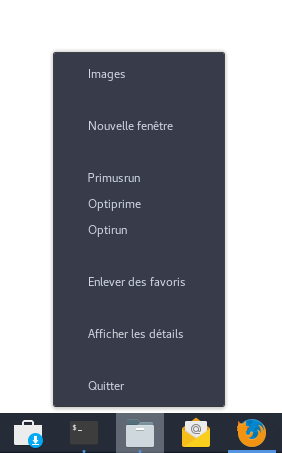 Images
Nouvelle fenêtre
Primusrun
Optiprime
Optirun
Enlever des favoris
Afficher les détails
Quitter
$_
@